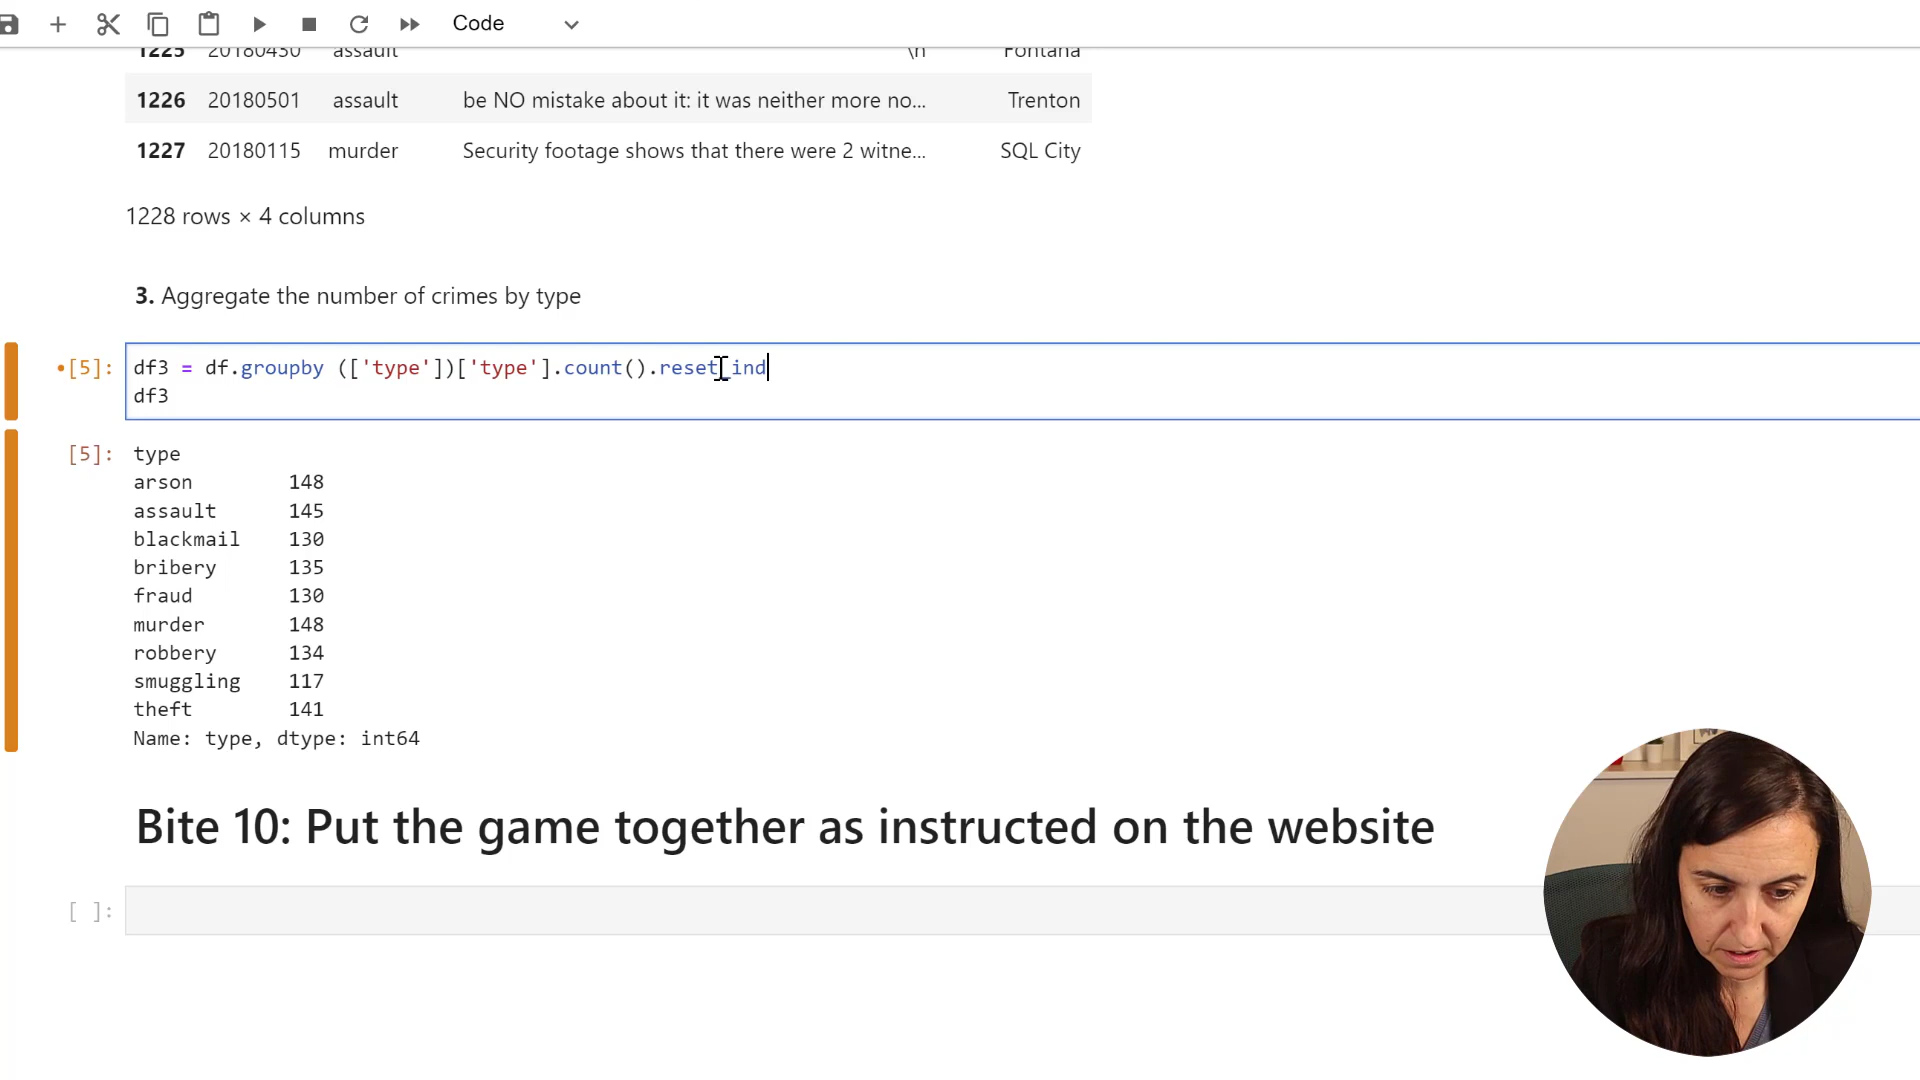 Code
1225 20180430 assault \n Fontana
1226 20180501 assault be NO mistake about it: it was neither more no... Trenton
1227 20180115 murder Security footage shows that there were 2 witne... SQL City
1228 rows × 4 columns
3. Aggregate the number of crimes by type
•[5]: df3 = df.groupby (['type'])['type'].count().reset_ind
df3
[5]: type
arson 148
assault 145
blackmail 130
bribery 135
fraud 130
murder 148
robbery 134
smuggling 117
theft 141
Name: type, dtype: int64
Bite 10: Put the game together as instructed on the website
[ ]: